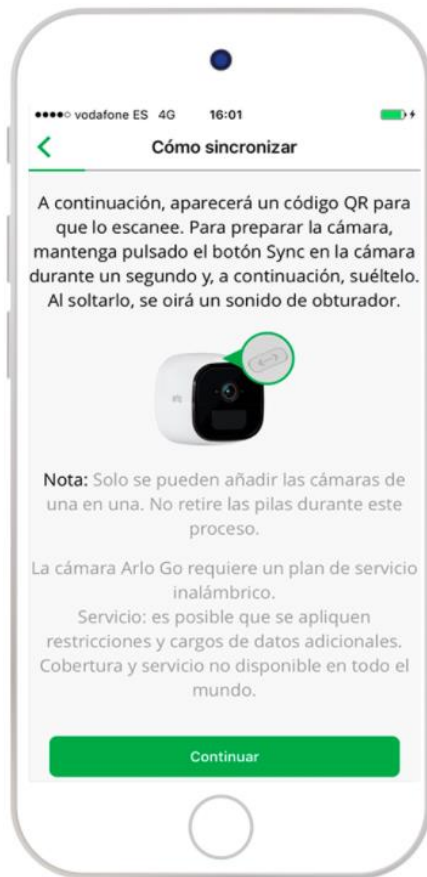 vodafone ES 4G 16:01
Cómo sincronizar
A continuación, aparecerá un código QR para
que lo escanee. Para preparar la cámara,
mantenga pulsado el botón Sync en la cámara
durante un segundo y, a continuación, suéltelo.
Al soltarlo, se oirá un sonido de obturador.
Nota: Solo se pueden añadir las cámaras de
una en una. No retire las pilas durante este
proceso.
La cámara Arlo Go requiere un plan de servicio
inalámbrico.
Servicio: es posible que se apliquen
restricciones y cargos de datos adicionales.
Cobertura y servicio no disponible en todo el
mundo.
Continuar